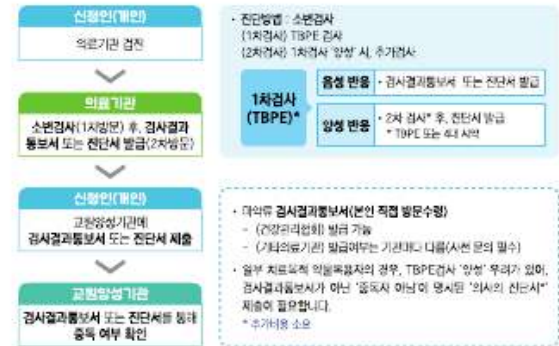 신청인(개인)
의료기관 검진
의료기관
소변검사(1차방문) 후, 검사결과
통보서 또는 진단서 발급(2차방문)
신청인(개인)
교원양성기관에
검사결과통보서 또는 진단서 제출
교원양성기관
검사결과통보서 또는 진단서를 통해
중독 여부 확인
• 진단방법 : 소변검사
(1차검사) TBPE 검사
(2차검사) 1차검사 '양성' 시, 추가검사
1차검사
(TBPE)*
음성 반응 • 검사결과통보서 또는 진단서 발급
양성 반응 • 2차 검사* 후, 진단서 발급
* TBPE 또는 4대 시약
• 마약류 검사결과통보서(본인 직접 방문수령)
- (건강관리협회) 발급 가능
- (기타의료기관) 발급여부는 기관마다 다름(사전 문의 필수)
• 일부 치료목적 약물복용자의 경우, TBPE검사 '양성' 우려가 있어,
검사결과통보서가 아닌 '중독자 아님'이 명시된 '의사의 진단서*'
제출이 필요합니다.
* 추가비용 소요